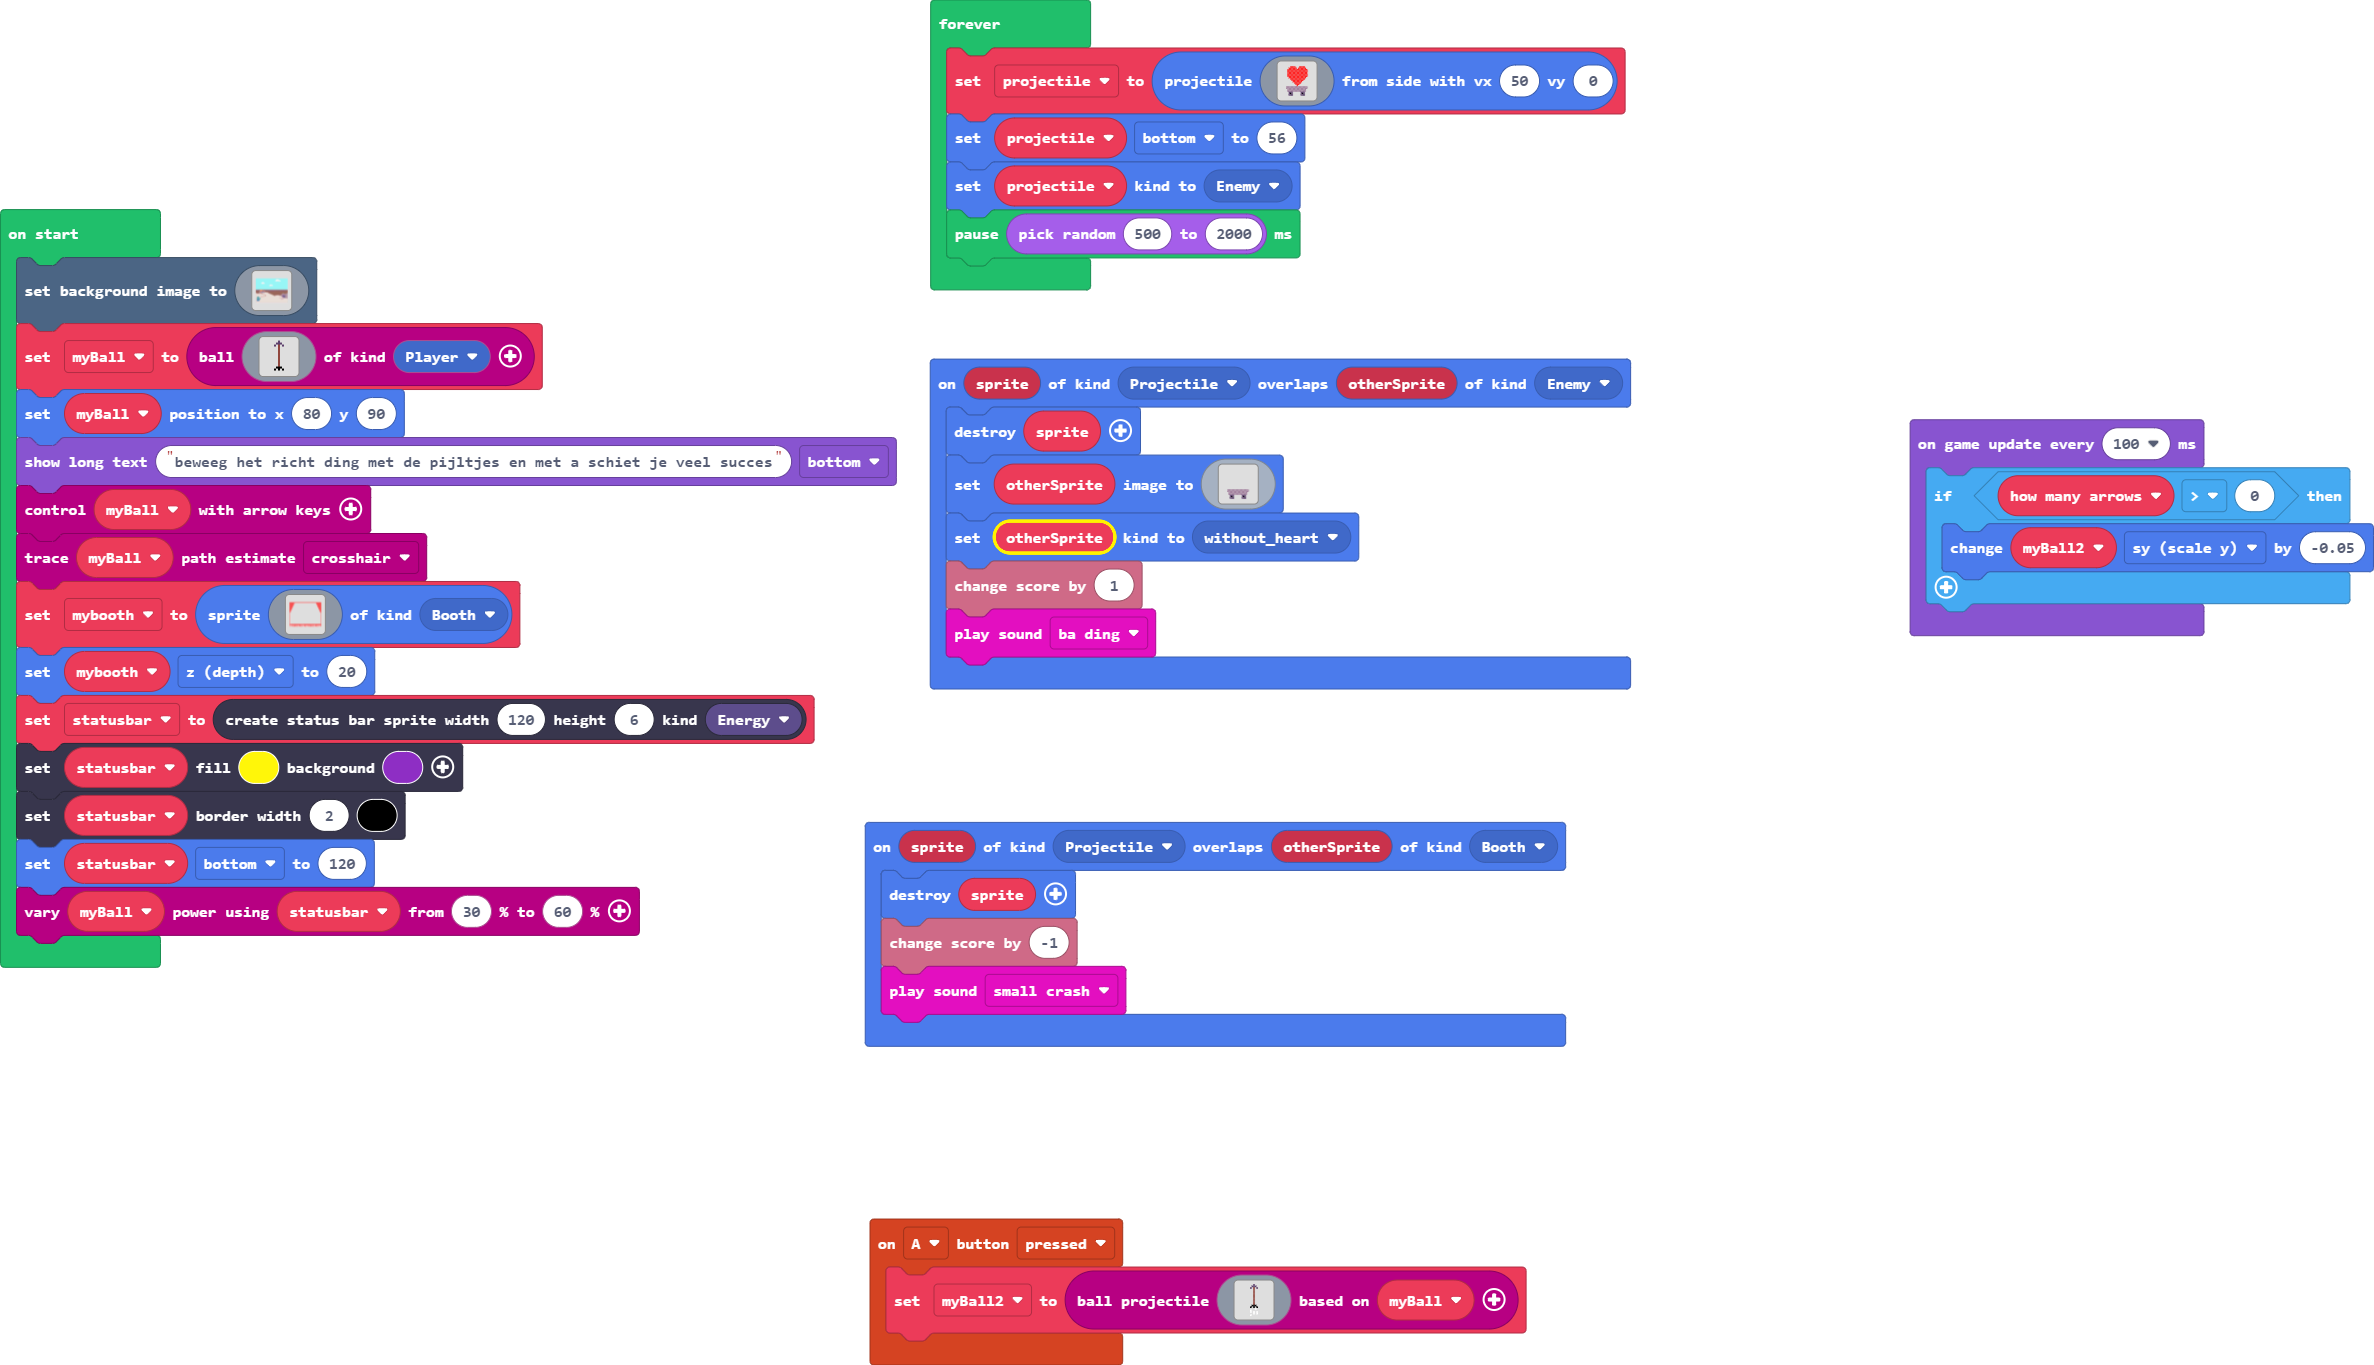 on start
set background image to
set myBall to ball of kind Player
set myBall position to x 80 y 90
show long text "beweeg het richt ding met de pijltjes en met a schiet je veel succes" bottom
control myBall with arrow keys
trace myBall path estimate crosshair
set mybooth to sprite of kind Booth
set mybooth z (depth) to 20
set statusbar to create status bar sprite width 120 height 6 kind Energy
set statusbar fill background
set statusbar border width 2
set statusbar bottom to 120
vary myBall power using statusbar from 30 % to 60 %
forever
set projectile to projectile from side with vx 50 vy 0
set projectile bottom to 56
set projectile kind to Enemy
pause pick random 500 to 2000 ms
on sprite of kind Projectile overlaps otherSprite of kind Enemy
destroy sprite
set otherSprite image to
set otherSprite kind to without_heart
change score by 1
play sound ba ding
on sprite of kind Projectile overlaps otherSprite of kind Booth
destroy sprite
change score by -1
play sound small crash
on A button pressed
set myBall2 to ball projectile based on myBall
on game update every 100 ms
if how many arrows > 0 then
change myBall2 sy (scale y) by -0.05